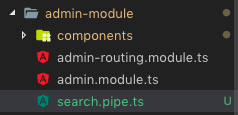 admin-module
components
admin-routing.module.ts
admin.module.ts
search.pipe.ts U